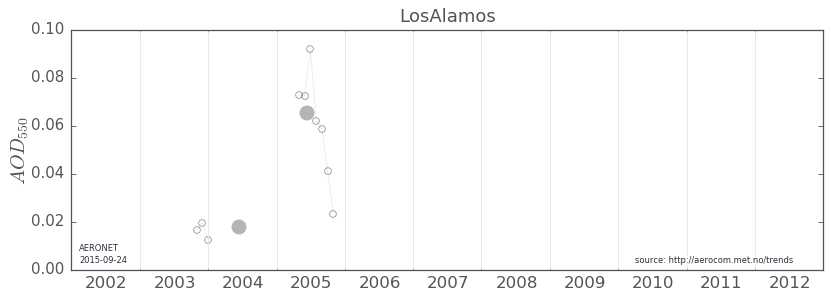 LosAlamos
0.10
0.08
0.06
0.04
0.02
0.00
AOD550
AERONET
2015-09-24
source: http://aerocom.met.no/trends
2002 2003 2004 2005 2006 2007 2008 2009 2010 2011 2012